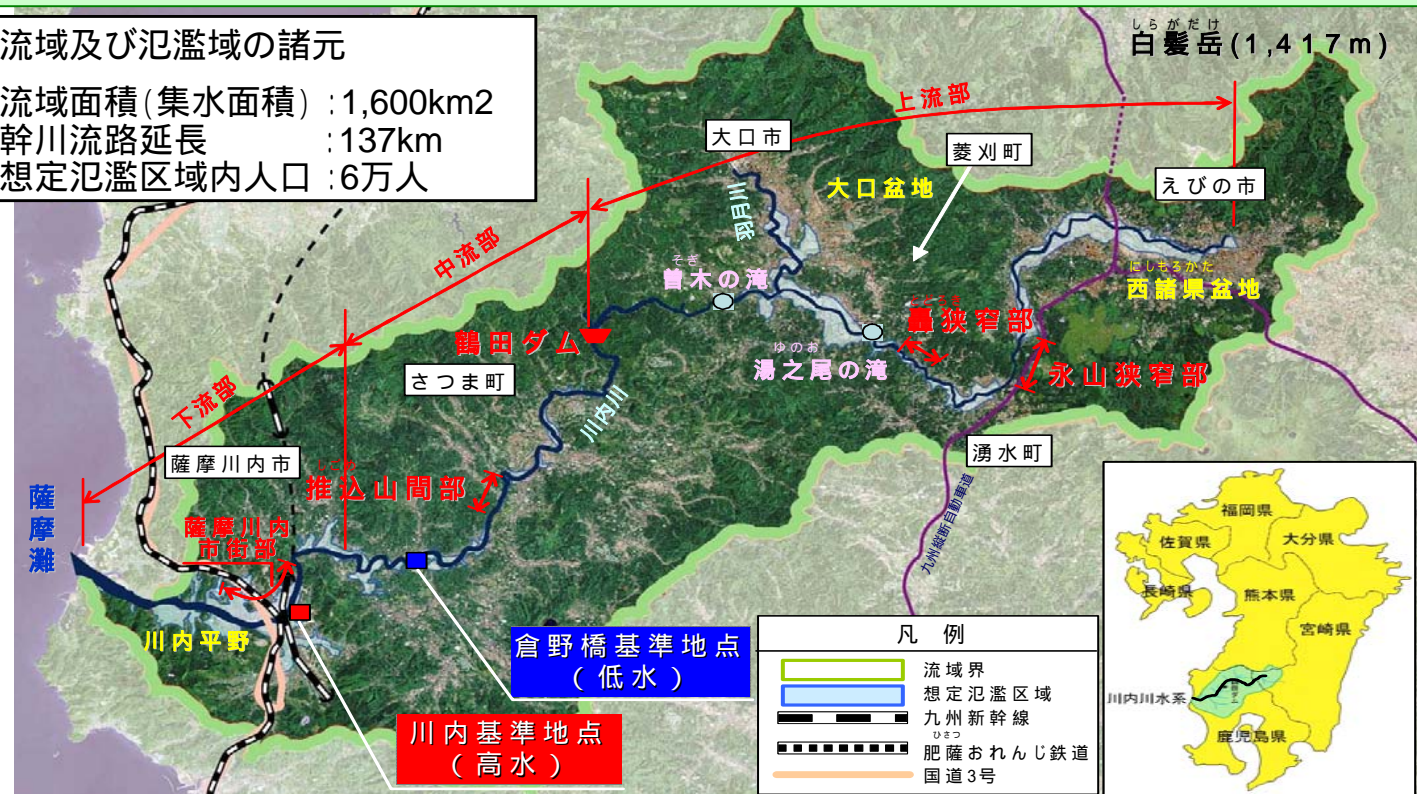 流域及び氾濫域の諸元
流域面積(集水面積) :1,600km2
幹川流路延長 :137km
想定氾濫区域内人口 :6万人
しらがだけ
白髪岳(1,417m)
上流部
大口市
菱刈町
えびの市
大口盆地
羽月川
中流部
そぎ
曽木の滝
にしもろかた
西諸県盆地
轟狭窄部
鶴田ダム
ゆのお
湯之尾の滝
永山狭窄部
さつま町
川内川
下流部
湧水町
薩摩川内市
推込山間部
九州縦断自動車道
薩摩灘
薩摩川内
市街部
川内平野
倉野橋基準地点
(低水)
川内基準地点
(高水)
凡 例
流域界
想定氾濫区域
九州新幹線
ひさつ
肥薩おれんじ鉄道
国道3号
福岡県
佐賀県
大分県
長崎県
熊本県
宮崎県
川内川水系
鹿児島県